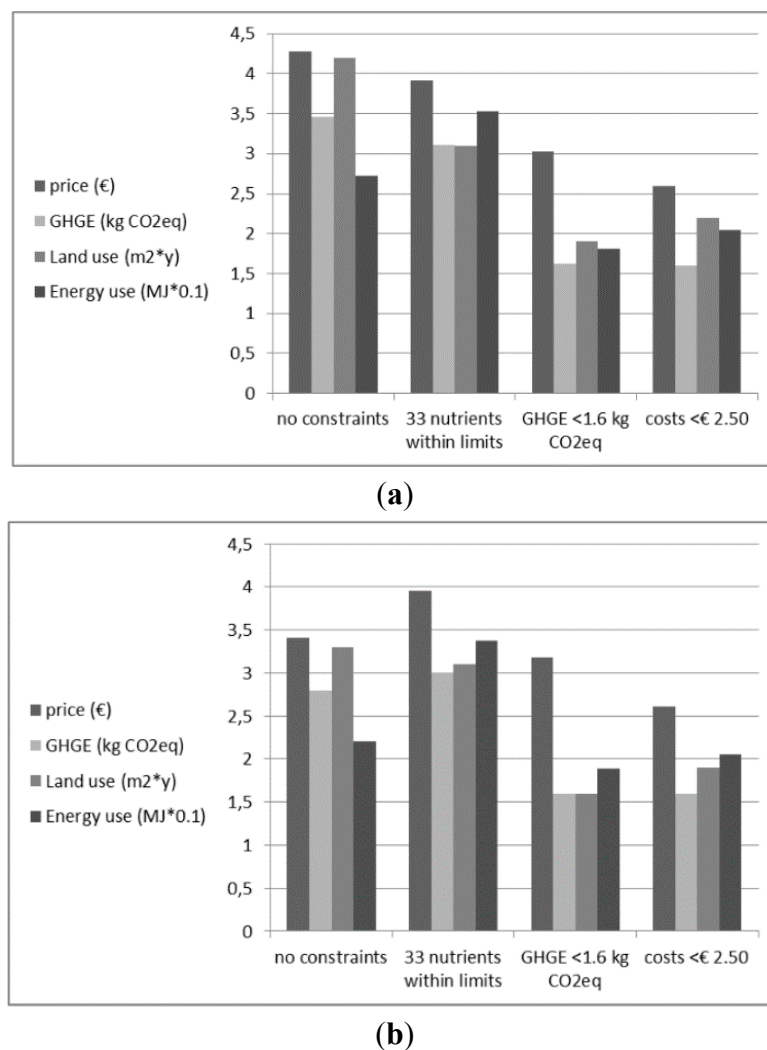 4,5
4
3,5
3
2,5
2
1,5
1
0,5
0
price (€)
GHGE (kg CO2eq)
Land use (m2*y)
Energy use (MJ*0.1)
no constraints
33 nutrients
within limits
GHGE <1.6 kg
CO2eq
costs <€ 2.50
(a)
4,5
4
3,5
3
2,5
2
1,5
1
0,5
0
price (€)
GHGE (kg CO2eq)
Land use (m2*y)
Energy use (MJ*0.1)
no constraints
33 nutrients
within limits
GHGE <1.6 kg
CO2eq
costs <€ 2.50
(b)